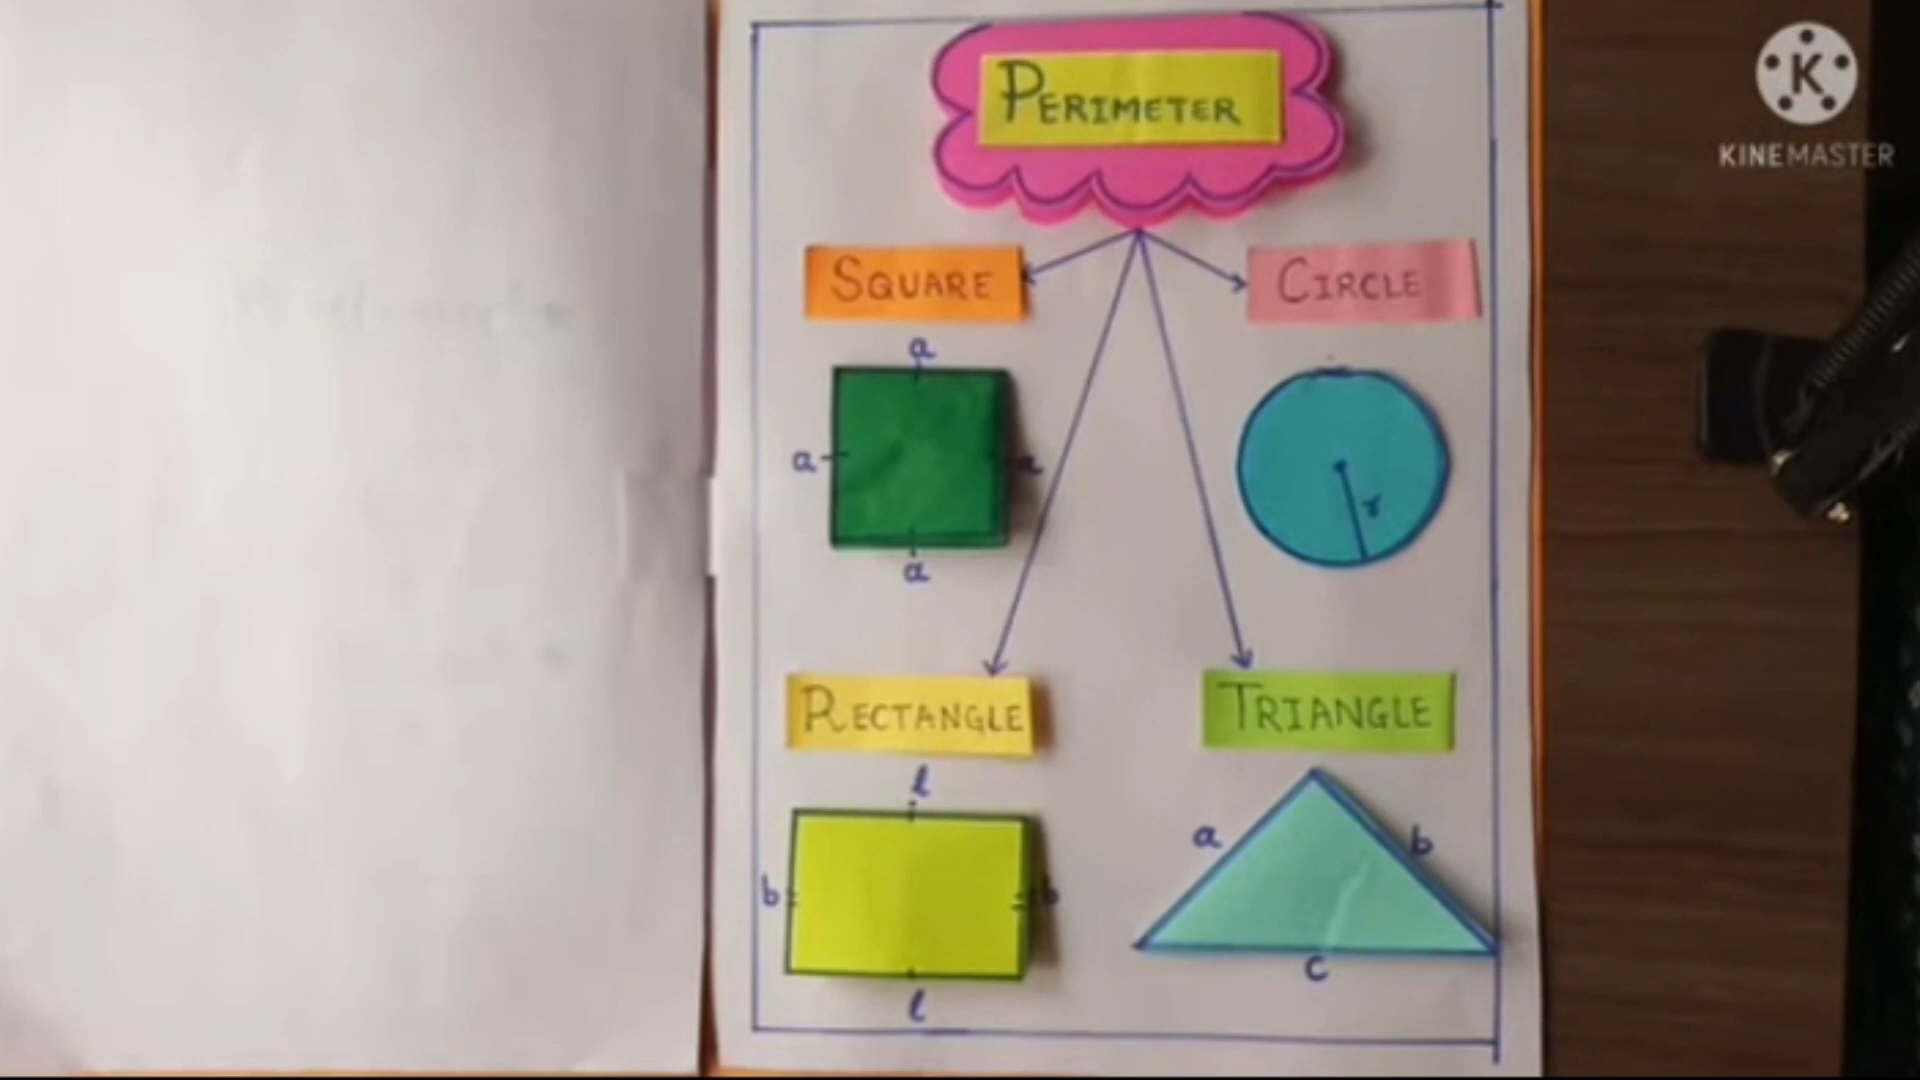 PERIMETER
KINEMASTER
SQUARE
CIRCLE
a
a
a
r
a
RECTANGLE
TRIANGLE
l
a
b
b
b
c
l